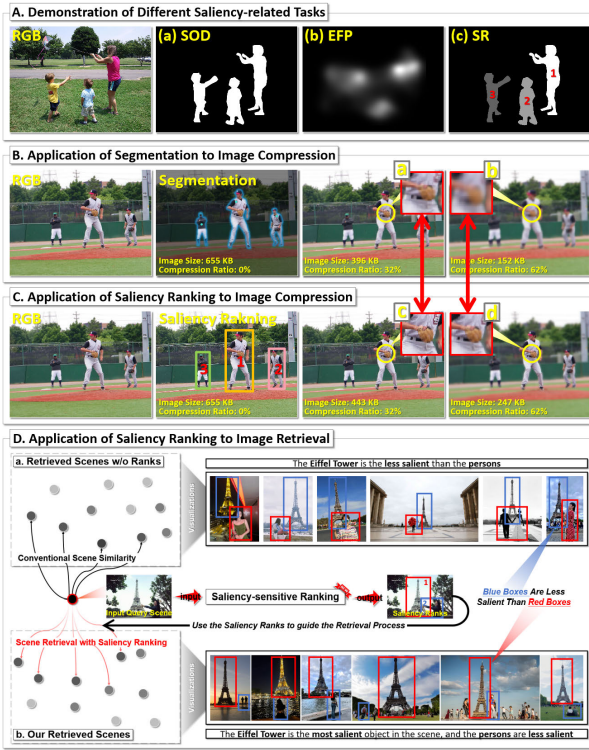 A. Demonstration of Different Saliency-related Tasks
RGB
(a) SOD
(b) EFP
(c) SR
1
2
3
B. Application of Segmentation to Image Compression
RGB
Segmentation
a
b
Image Size: 655 KB
Compression Ratio: 0%
Image Size: 396 KB
Compression Ratio: 32%
Image Size: 152 KB
Compression Ratio: 62%
C. Application of Saliency Ranking to Image Compression
RGB
Saliency Rakning
c
d
3
1
2
Image Size: 655 KB
Compression Ratio: 0%
Image Size: 443 KB
Compression Ratio: 32%
Image Size: 247 KB
Compression Ratio: 62%
D. Application of Saliency Ranking to Image Retrieval
a. Retrieved Scenes w/o Ranks
The Eiffel Tower is the less salient than the persons
Visualizations
Conventional Scene Similarity
Input Query Scene
input
Saliency-sensitive Ranking
output
1
Saliency Ranks
Blue Boxes Are Less
Salient Than Red Boxes
Use the Saliency Ranks to guide the Retrieval Process
Scene Retrieval with Saliency Ranking
Visualizations
b. Our Retrieved Scenes
The Eiffel Tower is the most salient object in the scene, and the persons are less salient